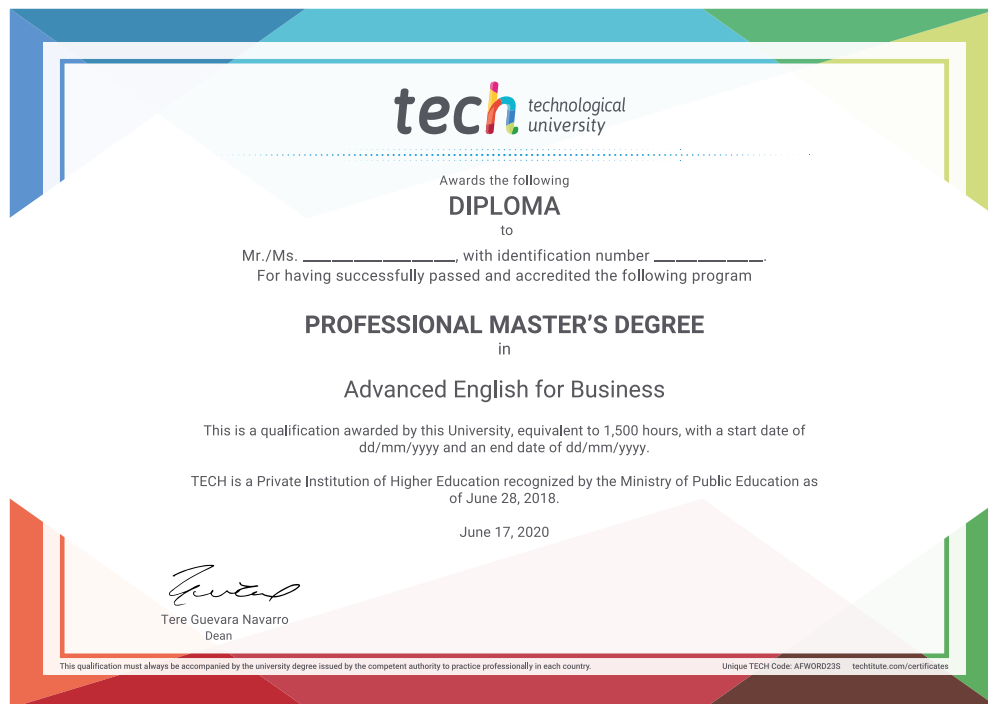 tech technological
university
Awards the following
DIPLOMA
to
Mr./Ms. __________________, with identification number _____________.
For having successfully passed and accredited the following program
PROFESSIONAL MASTER'S DEGREE
in
Advanced English for Business
This is a qualification awarded by this University, equivalent to 1,500 hours, with a start date of
dd/mm/yyyy and an end date of dd/mm/yyyy.
TECH is a Private Institution of Higher Education recognized by the Ministry of Public Education as
of June 28, 2018.
June 17, 2020
Tere Guevara Navarro
Dean
This qualification must always be accompanied by the university degree issued by the competent authority to practice professionally in each country.
Unique TECH Code: AFWORD23S techtitute.com/certificates